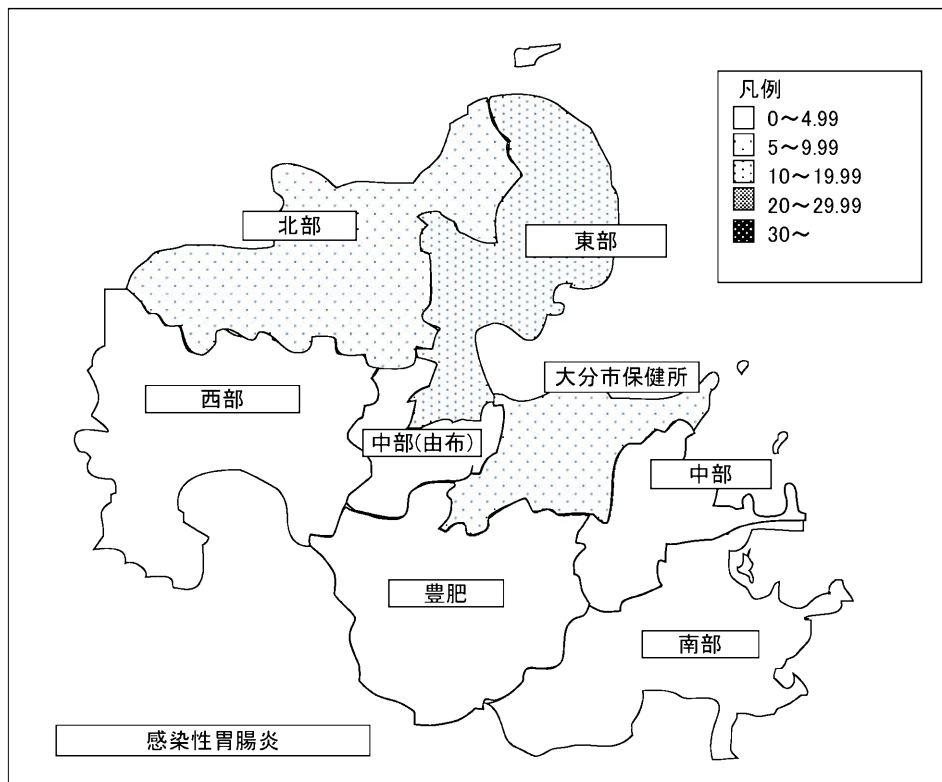 凡例
0～4.99
5～9.99
10～19.99
20～29.99
30～
北部
東部
大分市保健所
西部
中部(由布)
中部
豊肥
南部
感染性胃腸炎